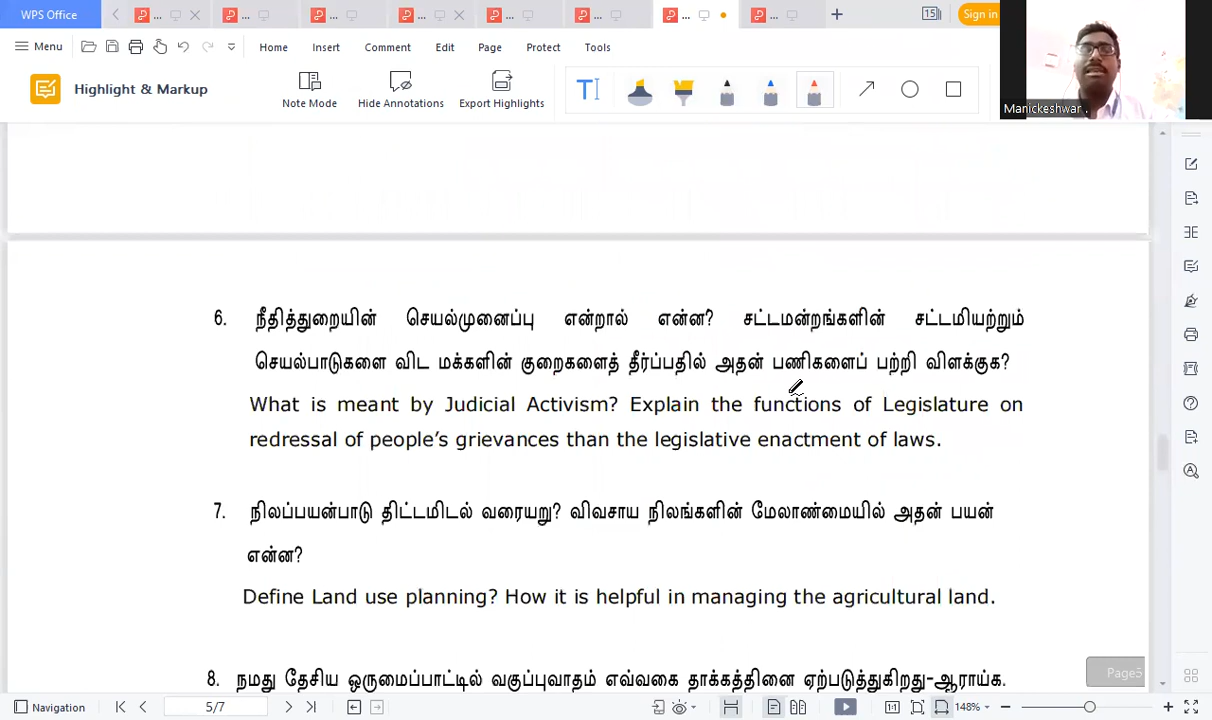 WPS Office
...
...
...
...
...
...
...
...
15
Sign in
Menu
Home Insert Comment Edit Page Protect Tools
Highlight & Markup
Note Mode
Hide Annotations
Export Highlights
Manickeshwar .
6. நீதித்துறையின் செயல்முனைப்பு என்றால் என்ன? சட்டமன்றங்களின் சட்டமியற்றும்
செயல்பாடுகளை விட மக்களின் குறைகளைத் தீர்ப்பதில் அதன் பணிகளைப் பற்றி விளக்குக?
What is meant by Judicial Activism? Explain the functions of Legislature on
redressal of people's grievances than the legislative enactment of laws.
7. நிலப்பயன்பாடு திட்டமிடல் வரையறு? விவசாய நிலங்களின் மேலாண்மையில் அதன் பயன்
என்ன?
Define Land use planning? How it is helpful in managing the agricultural land.
8. நமது தேசிய ஒருமைப்பாட்டில் வகுப்புவாதம் எவ்வகை தாக்கத்தினை ஏற்படுத்துகிறது-ஆராய்க.
Page5
Navigation
5/7
1:1
148%